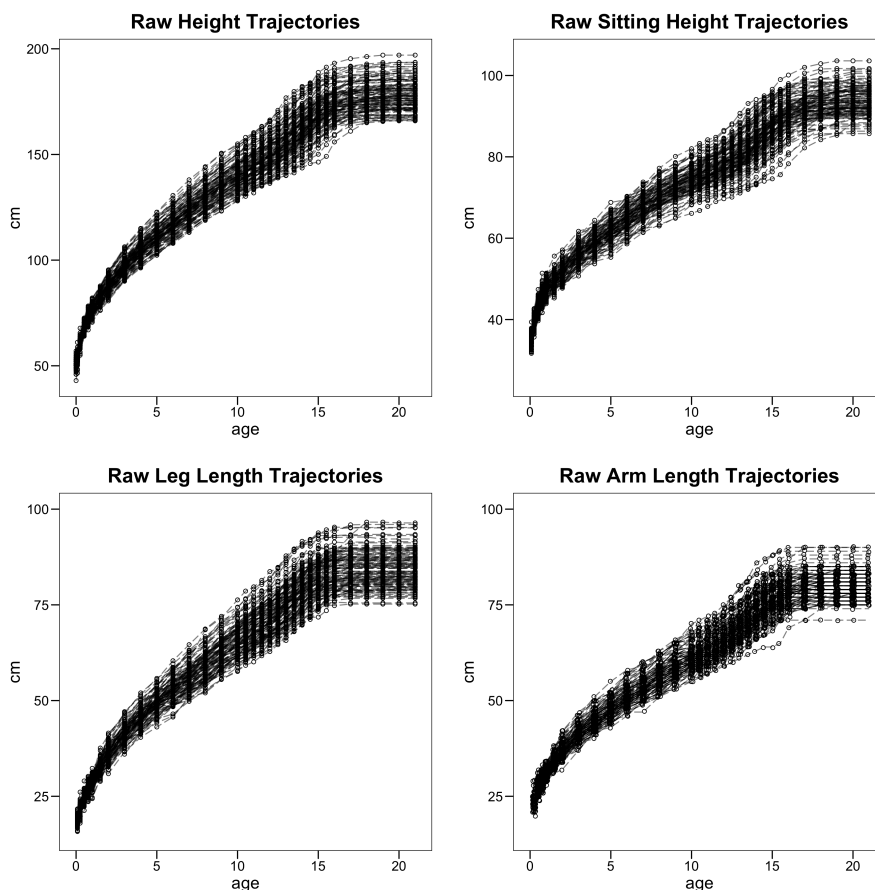 Raw Height Trajectories
200
150
100
50
cm
0 5 10 15 20
age
Raw Sitting Height Trajectories
100
80
60
40
cm
0 5 10 15 20
age
Raw Leg Length Trajectories
100
75
50
25
cm
0 5 10 15 20
age
Raw Arm Length Trajectories
100
75
50
25
cm
0 5 10 15 20
age